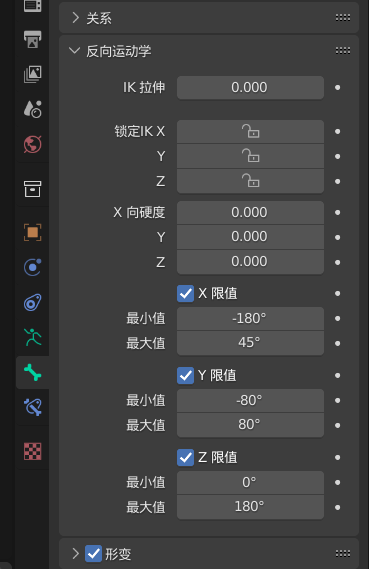 关系
反向运动学
IK 拉伸 0.000
锁定IK X
Y
Z
X 向硬度 0.000
Y 0.000
Z 0.000
X 限值
最小值 -180°
最大值 45°
Y 限值
最小值 -80°
最大值 80°
Z 限值
最小值 0°
最大值 180°
形变